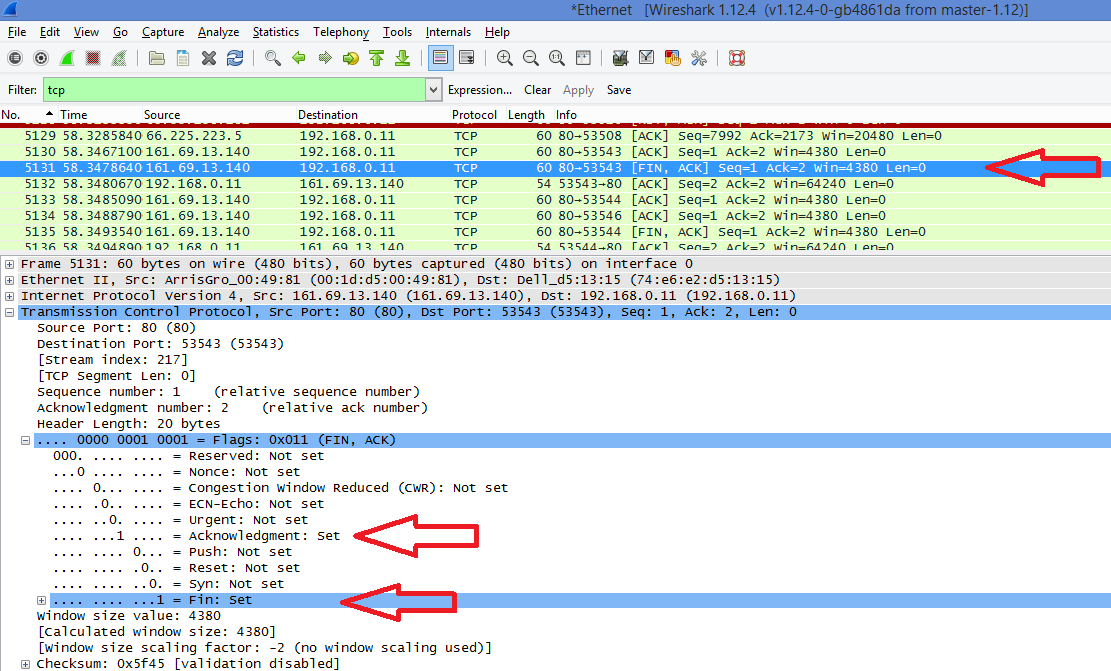 *Ethernet [Wireshark 1.12.4 (v1.12.4-0-gb4861da from master-1.12)]
File Edit View Go Capture Analyze Statistics Telephony Tools Internals Help
Filter: tcp Expression... Clear Apply Save
No. Time Source Destination Protocol Length Info
5129 58.3285840 66.225.223.5 192.168.0.11 TCP 60 80→53508 [ACK] Seq=7992 Ack=2173 Win=20480 Len=0
5130 58.3467100 161.69.13.140 192.168.0.11 TCP 60 80→53543 [ACK] Seq=1 Ack=2 Win=4380 Len=0
5131 58.3478640 161.69.13.140 192.168.0.11 TCP 60 80→53543 [FIN, ACK] Seq=1 Ack=2 Win=4380 Len=0
5132 58.3480670 192.168.0.11 161.69.13.140 TCP 54 53543→80 [ACK] Seq=2 Ack=2 Win=64240 Len=0
5133 58.3485090 161.69.13.140 192.168.0.11 TCP 60 80→53544 [ACK] Seq=1 Ack=2 Win=4380 Len=0
5134 58.3488790 161.69.13.140 192.168.0.11 TCP 60 80→53546 [ACK] Seq=1 Ack=2 Win=4380 Len=0
5135 58.3493540 161.69.13.140 192.168.0.11 TCP 60 80→53544 [FIN, ACK] Seq=1 Ack=2 Win=4380 Len=0
5136 58.3494890 192.168.0.11 161.69.13.140 TCP 54 53544→80 [ACK] Seq=2 Ack=2 Win=64240 Len=0
Frame 5131: 60 bytes on wire (480 bits), 60 bytes captured (480 bits) on interface 0
Ethernet II, Src: ArrisGro_00:49:81 (00:1d:d5:00:49:81), Dst: Dell_d5:13:15 (74:e6:e2:d5:13:15)
Internet Protocol Version 4, Src: 161.69.13.140 (161.69.13.140), Dst: 192.168.0.11 (192.168.0.11)
Transmission Control Protocol, Src Port: 80 (80), Dst Port: 53543 (53543), Seq: 1, Ack: 2, Len: 0
Source Port: 80 (80)
Destination Port: 53543 (53543)
[Stream index: 217]
[TCP Segment Len: 0]
Sequence number: 1 (relative sequence number)
Acknowledgment number: 2 (relative ack number)
Header Length: 20 bytes
.... 0000 0001 0001 = Flags: 0x011 (FIN, ACK)
000. .... .... = Reserved: Not set
...0 .... .... = Nonce: Not set
.... 0... .... = Congestion Window Reduced (CWR): Not set
.... .0.. .... = ECN-Echo: Not set
.... ..0. .... = Urgent: Not set
.... ...1 .... = Acknowledgment: Set
.... .... 0... = Push: Not set
.... .... .0.. = Reset: Not set
.... .... ..0. = Syn: Not set
.... .... ...1 = Fin: Set
Window size value: 4380
[Calculated window size: 4380]
[Window size scaling factor: -2 (no window scaling used)]
Checksum: 0x5f45 [validation disabled]